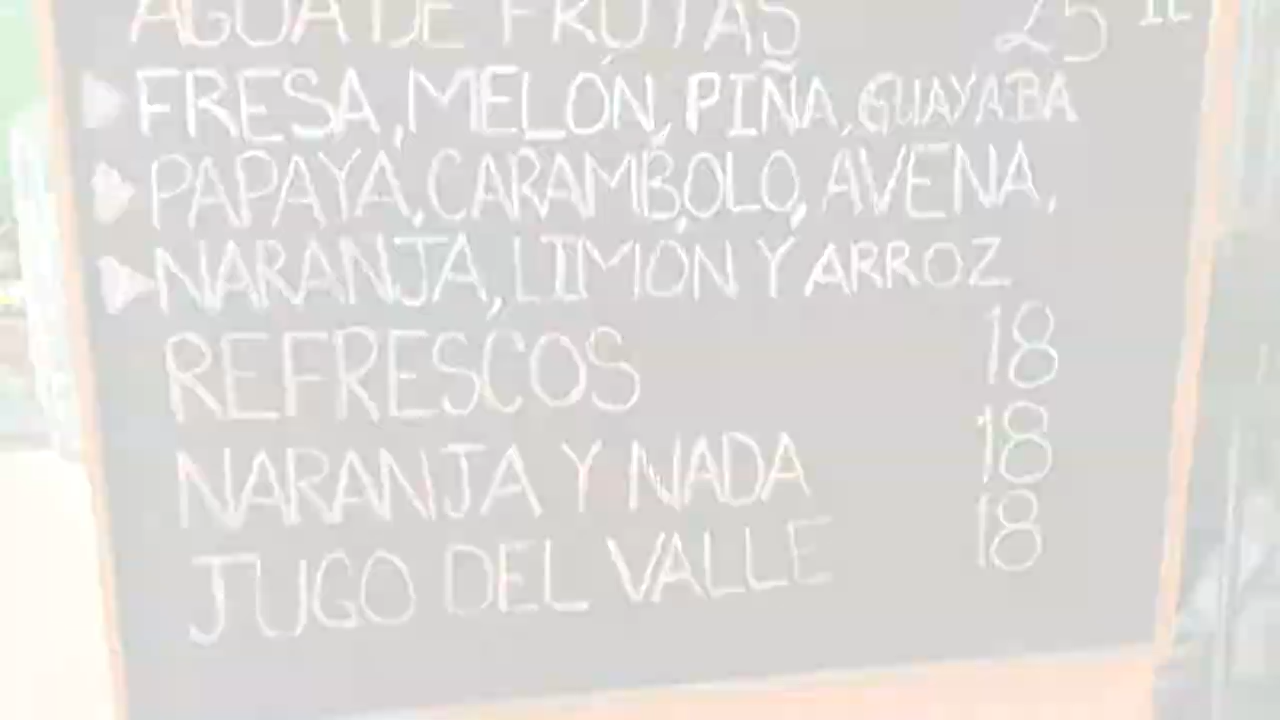 AGUA DE FRUTAS 25 1L
FRESA, MELÓN, PIÑA, GUAYABA
PAPAYA, CARAMBOLO, AVENA,
NARANJA, LIMÓN Y ARROZ
REFRESCOS 18
NARANJA Y NADA 18
JUGO DEL VALLE 18